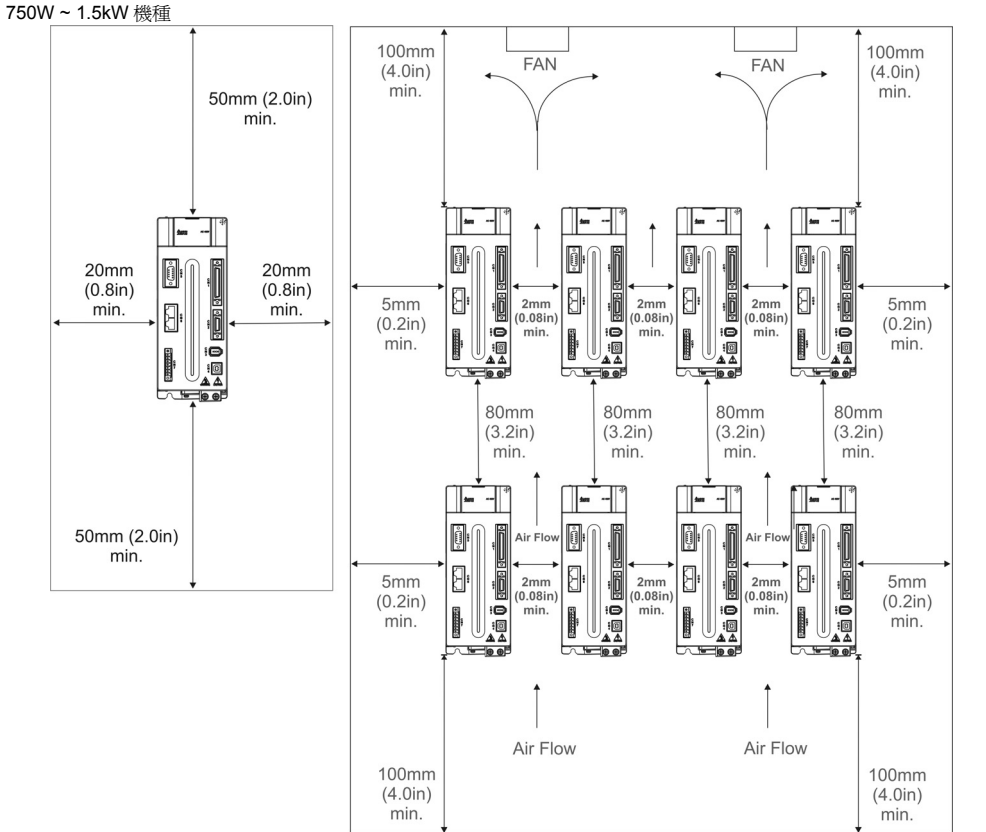 750W ~ 1.5kW 機種
50mm (2.0in)
min.
20mm
(0.8in)
min.
20mm
(0.8in)
min.
50mm (2.0in)
min.
100mm
(4.0in)
min.
FAN
FAN
100mm
(4.0in)
min.
5mm
(0.2in)
min.
2mm
(0.08in)
min.
2mm
(0.08in)
min.
2mm
(0.08in)
min.
5mm
(0.2in)
min.
80mm
(3.2in)
min.
80mm
(3.2in)
min.
80mm
(3.2in)
min.
80mm
(3.2in)
min.
Air Flow
Air Flow
5mm
(0.2in)
min.
2mm
(0.08in)
min.
2mm
(0.08in)
min.
2mm
(0.08in)
min.
5mm
(0.2in)
min.
Air Flow
Air Flow
100mm
(4.0in)
min.
100mm
(4.0in)
min.